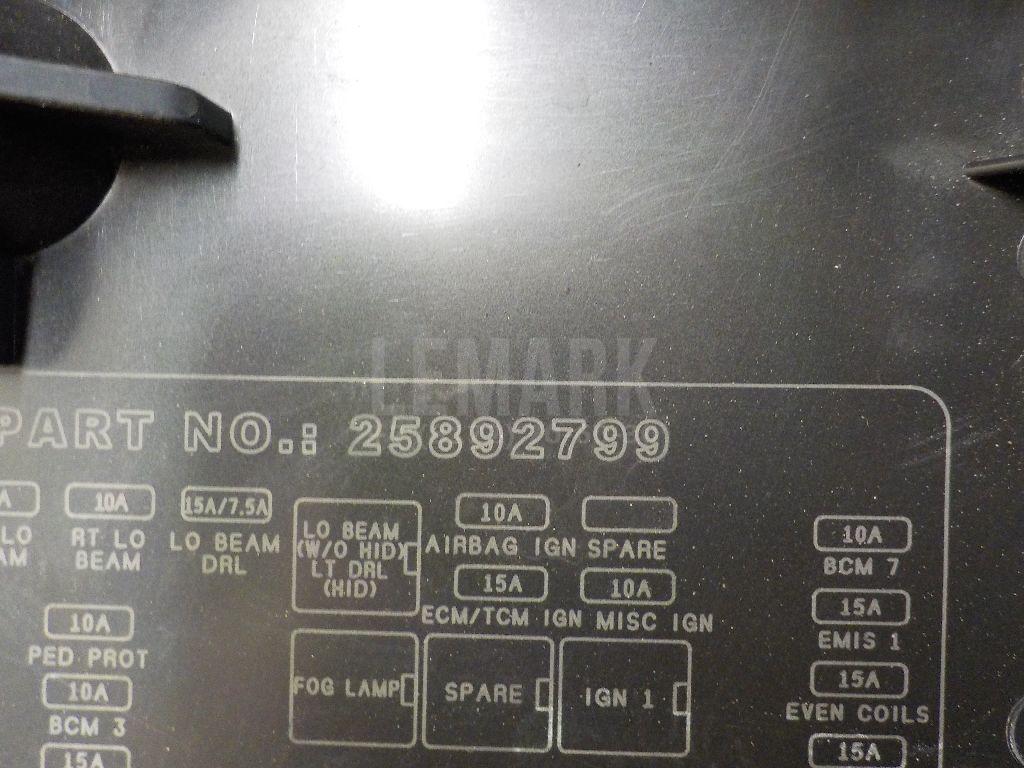 LEMARK
PART NO.: 25892799
A
10A
15A/7.5A
LO BEAM
(W/O HID)
LT DRL
(HID)
10A
LO
AM
RT LO
BEAM
LO BEAM
DRL
AIRBAG IGN
SPARE
10A
BCM 7
15A
10A
ECM/TCM IGN
MISC IGN
15A
EMIS 1
10A
PED PROT
10A
BCM 3
15A
FOG LAMP
SPARE
IGN 1
15A
EVEN COILS
15A